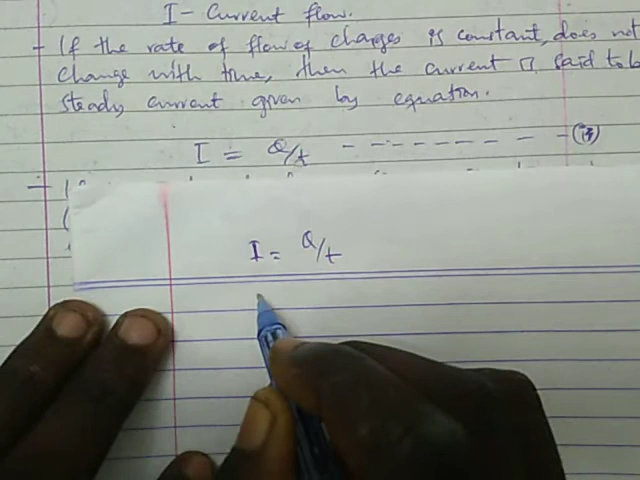 I - Current flow.
- If the rate of flow of charges is constant, does not
change with time, then the current is said to be
steady current given by equation.
I = Q/t - - - - - - - -
I = Q/t